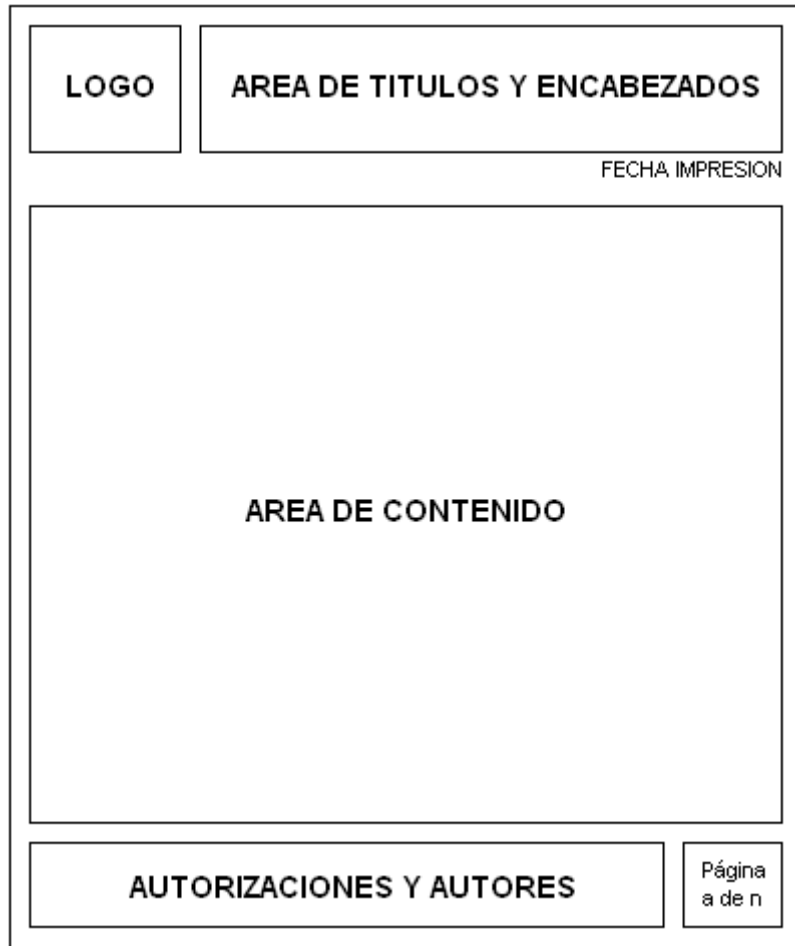 LOGO
AREA DE TITULOS Y ENCABEZADOS
FECHA IMPRESION
AREA DE CONTENIDO
AUTORIZACIONES Y AUTORES
Página
a de n